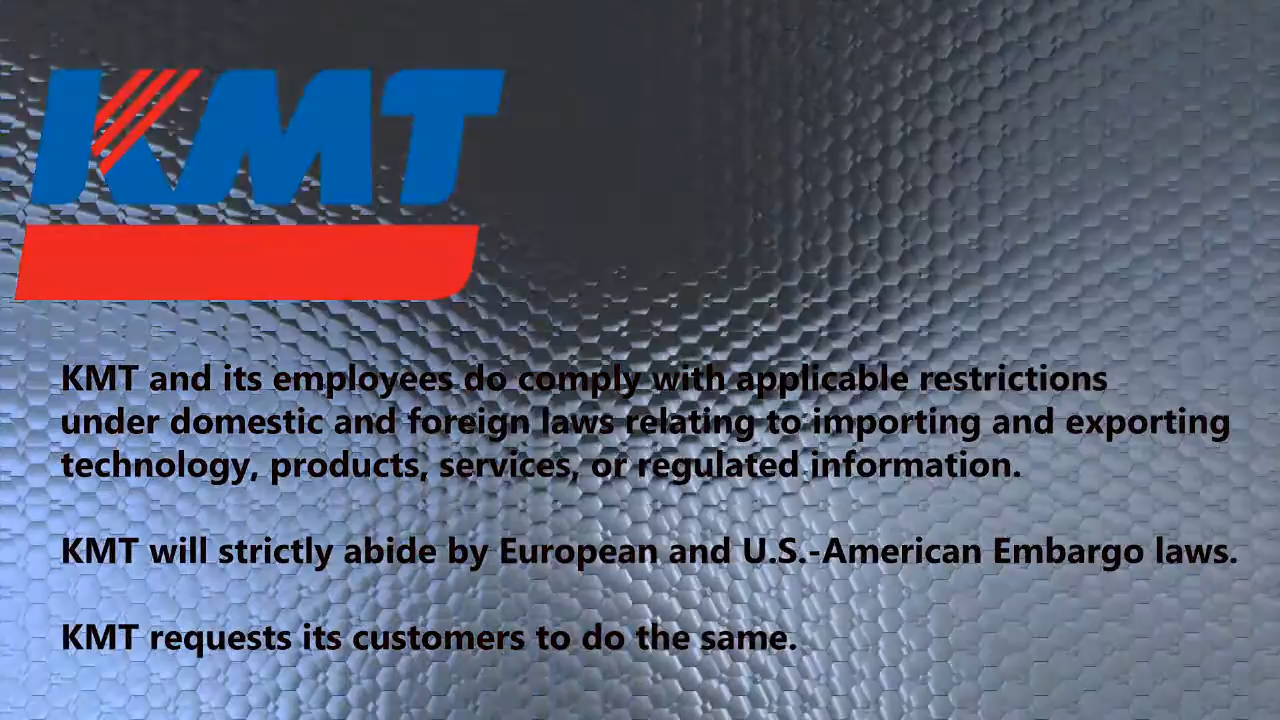 KMT
KMT and its employees do comply with applicable restrictions
under domestic and foreign laws relating to importing and exporting
technology, products, services, or regulated information.
KMT will strictly abide by European and U.S.-American Embargo laws.
KMT requests its customers to do the same.